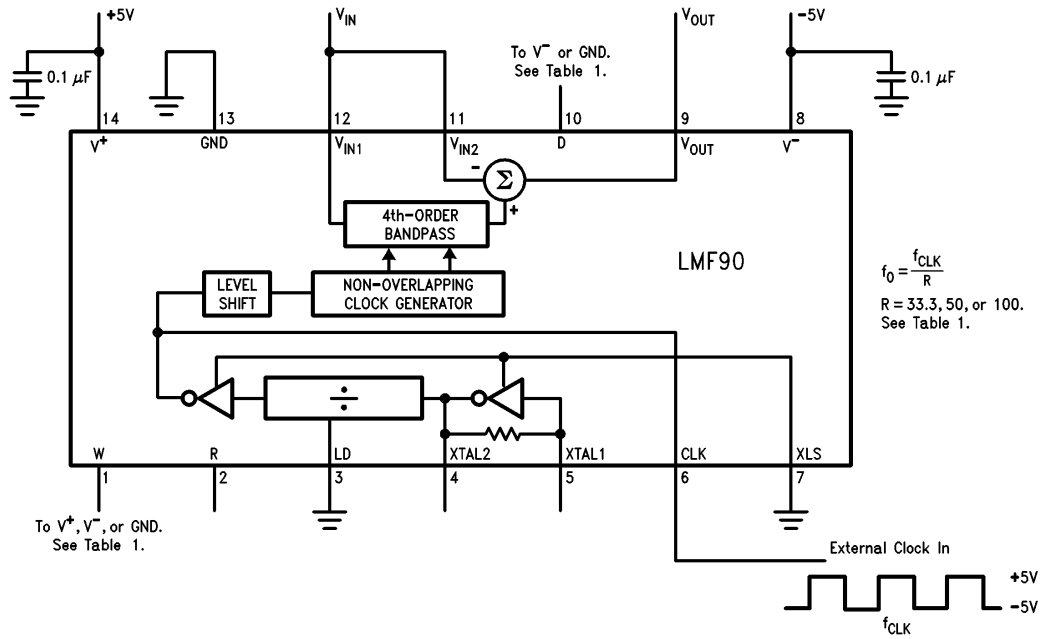 +5V
V_IN
V_OUT
-5V
0.1 μF
To V⁻ or GND.
See Table 1.
0.1 μF
14
13
12
11
10
9
8
V⁺
GND
V_IN1
V_IN2
D
V_OUT
V⁻
-
Σ
+
4th-ORDER
BANDPASS
LMF90
LEVEL
SHIFT
NON-OVERLAPPING
CLOCK GENERATOR
f₀ = f_CLK / R
R = 33.3, 50, or 100.
See Table 1.
÷
W
R
LD
XTAL2
XTAL1
CLK
XLS
1
2
3
4
5
6
7
To V⁺, V⁻, or GND.
See Table 1.
External Clock In
+5V
-5V
f_CLK